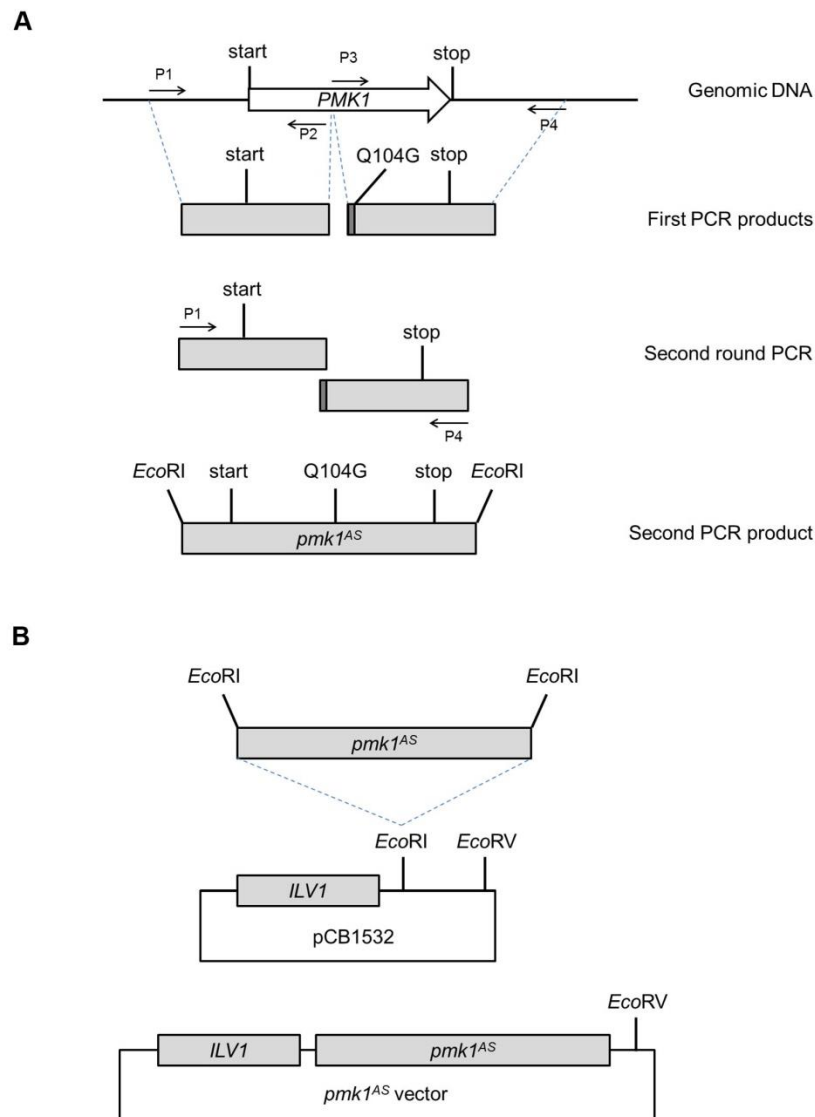 A
start
stop
P1
P3
PMK1
Genomic DNA
P2
P4
start
Q104G
stop
First PCR products
start
P1
stop
Second round PCR
P4
EcoRI start Q104G stop EcoRI
pmk1AS
Second PCR product
B
EcoRI
EcoRI
pmk1AS
EcoRI EcoRV
ILV1
pCB1532
EcoRV
ILV1
pmk1AS
pmk1AS vector